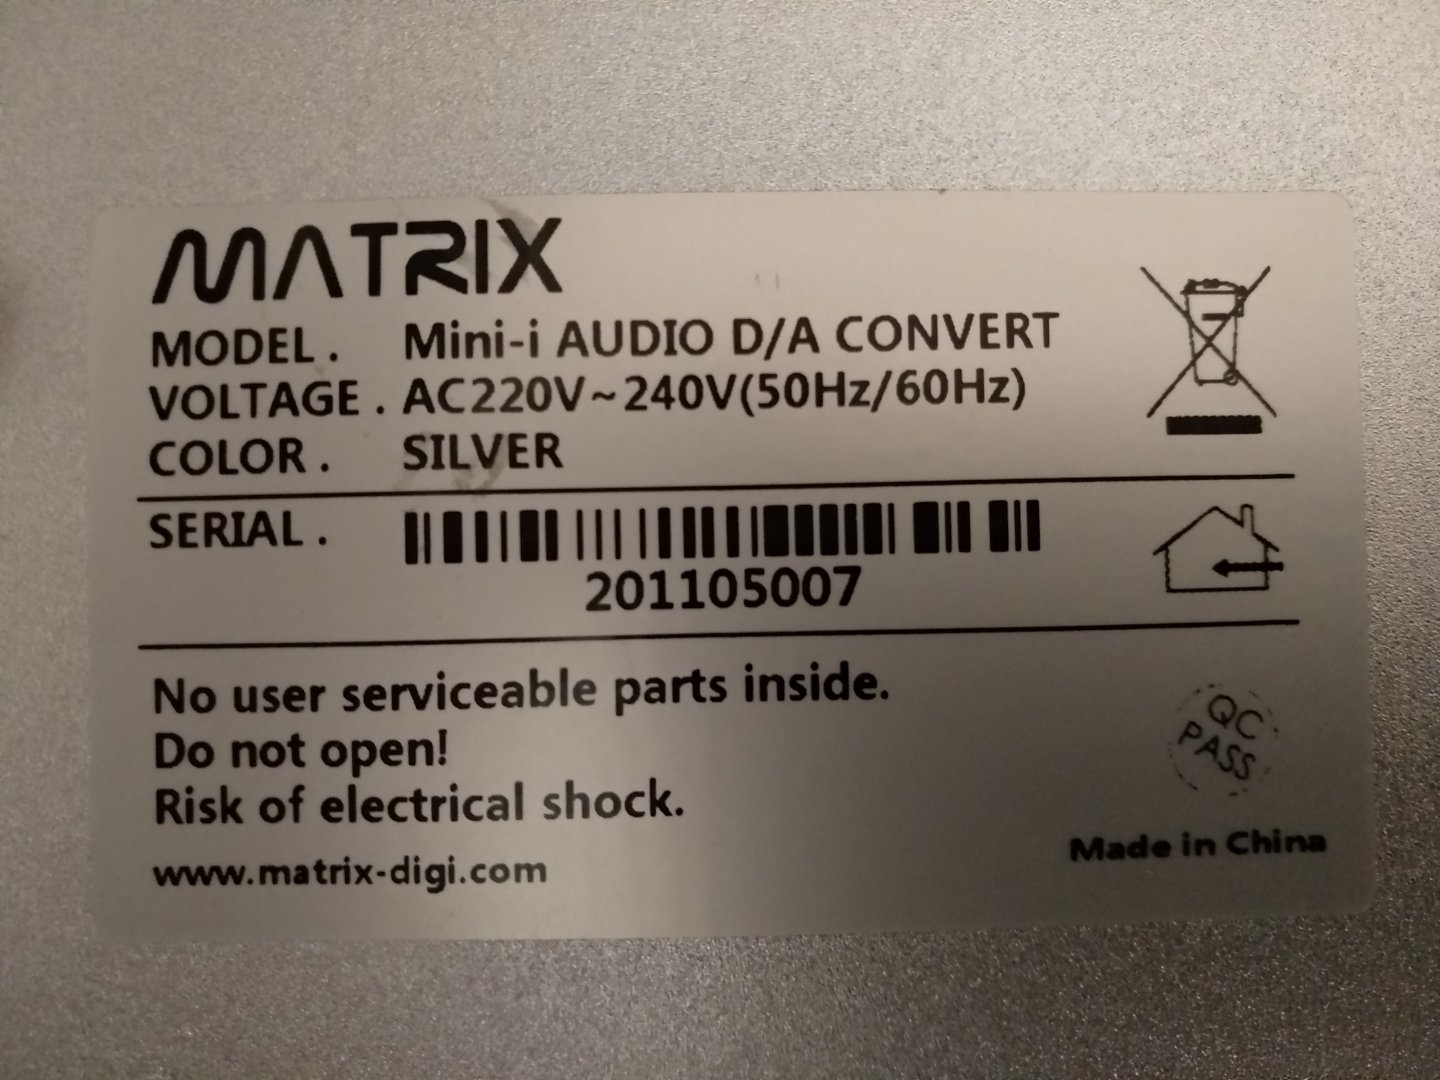 MATRIX
MODEL. Mini-i AUDIO D/A CONVERT
VOLTAGE. AC220V~240V(50Hz/60Hz)
COLOR. SILVER
SERIAL.
201105007
No user serviceable parts inside.
Do not open!
Risk of electrical shock.
www.matrix-digi.com
QC
PASS
Made in China